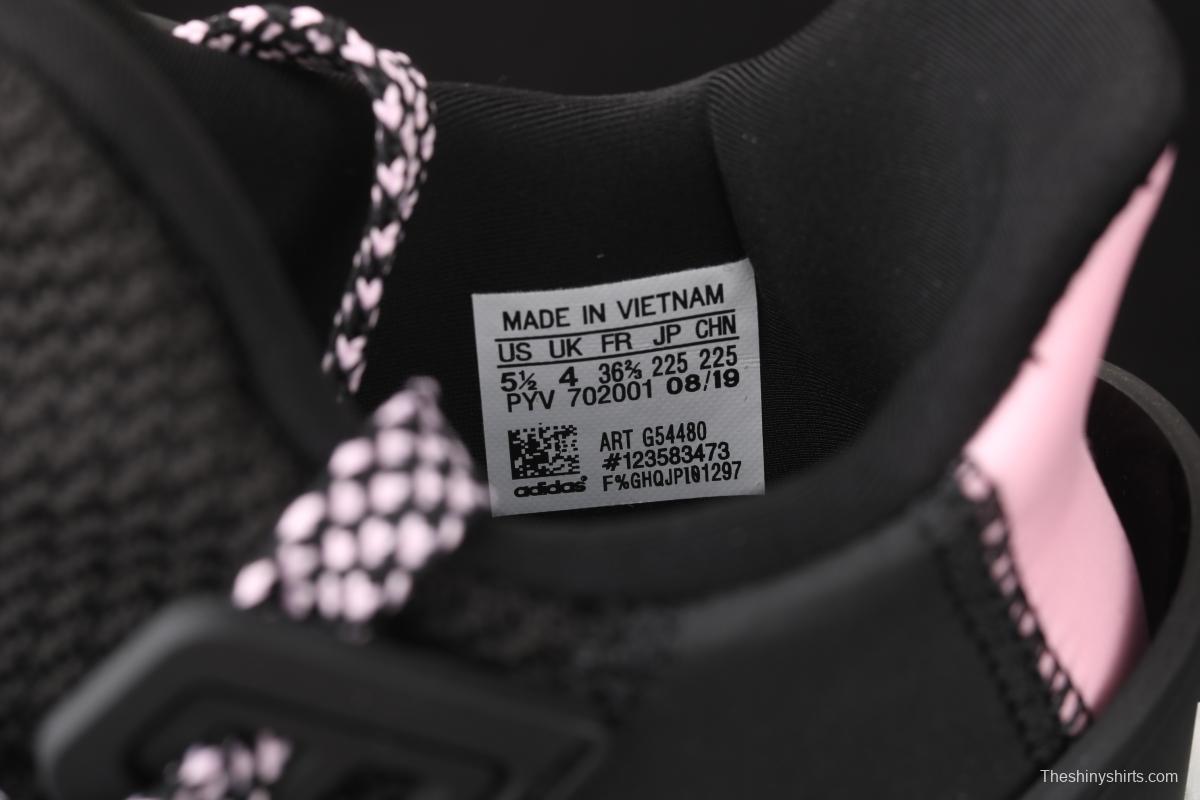 MADE IN VIETNAM
US UK FR JP CHN
5½ 4 36⅔ 225 225
PYV 702001 08/19
ART G54480
#123583473
adidas® F%GHQJPI01297
Theshinyshirts.com